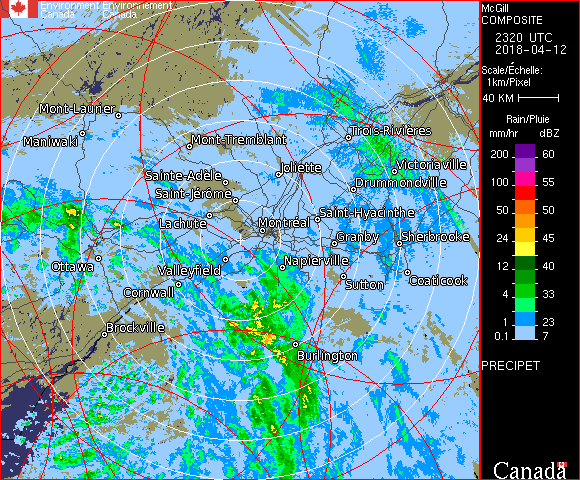 Environment Environnement
Canada Canada
McGill
COMPOSITE
2320 UTC
2018-04-12
Scale/Échelle:
1km/Pixel
40 KM
Rain/Pluie
mm/hr dBZ
200 60
100 55
50 50
24 45
12 40
4 33
1 23
0.1 7
PRECIPET
Canada
Mont-Laurier
Maniwaki
Mont-Tremblant
Trois-Rivières
Joliette
Victoriaville
Sainte-Adèle
Drummondville
Saint-Jérôme
Saint-Hyacinthe
Lachute
Montréal
Granby
Sherbrooke
Ottawa
Valleyfield
Napierville
Sutton
Coaticook
Cornwall
Brockville
Burlington